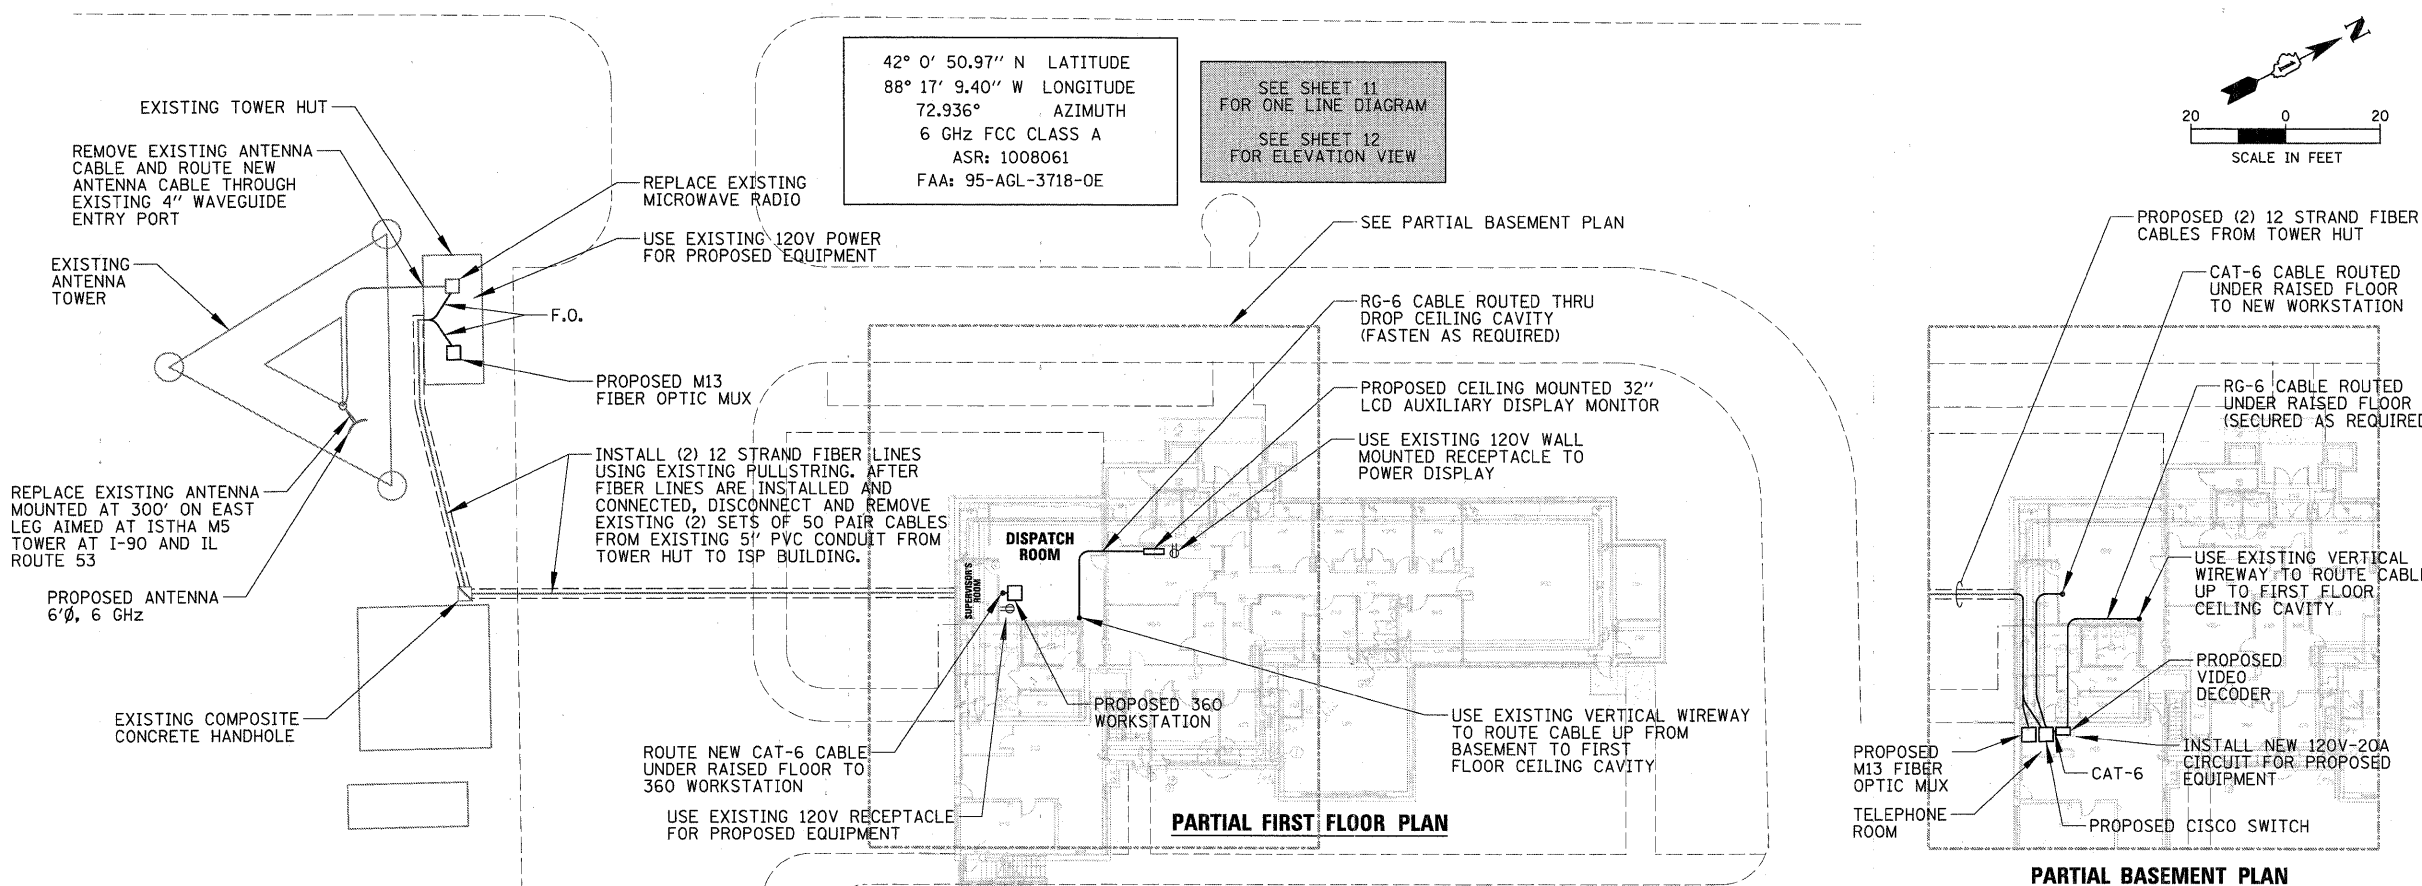 42° 0' 50.97" N LATITUDE
88° 17' 9.40" W LONGITUDE
72.936° AZIMUTH
6 GHz FCC CLASS A
ASR: 1008061
FAA: 95-AGL-3718-OE
SEE SHEET 11
FOR ONE LINE DIAGRAM
SEE SHEET 12
FOR ELEVATION VIEW
N
20 0 20
SCALE IN FEET
EXISTING TOWER HUT
REMOVE EXISTING ANTENNA
CABLE AND ROUTE NEW
ANTENNA CABLE THROUGH
EXISTING 4" WAVEGUIDE
ENTRY PORT
EXISTING
ANTENNA
TOWER
REPLACE EXISTING
MICROWAVE RADIO
USE EXISTING 120V POWER
FOR PROPOSED EQUIPMENT
F.O.
PROPOSED M13
FIBER OPTIC MUX
INSTALL (2) 12 STRAND FIBER LINES
USING EXISTING PULLSTRING. AFTER
FIBER LINES ARE INSTALLED AND
CONNECTED, DISCONNECT AND REMOVE
EXISTING (2) SETS OF 50 PAIR CABLES
FROM EXISTING 5" PVC CONDUIT FROM
TOWER HUT TO ISP BUILDING.
REPLACE EXISTING ANTENNA
MOUNTED AT 300' ON EAST
LEG AIMED AT ISTHA M5
TOWER AT I-90 AND IL
ROUTE 53
PROPOSED ANTENNA
6'Ø, 6 GHz
EXISTING COMPOSITE
CONCRETE HANDHOLE
SEE PARTIAL BASEMENT PLAN
RG-6 CABLE ROUTED THRU
DROP CEILING CAVITY
(FASTEN AS REQUIRED)
PROPOSED CEILING MOUNTED 32"
LCD AUXILIARY DISPLAY MONITOR
USE EXISTING 120V WALL
MOUNTED RECEPTACLE TO
POWER DISPLAY
DISPATCH
ROOM
SUPERVISOR'S
ROOM
PROPOSED 360
WORKSTATION
ROUTE NEW CAT-6 CABLE
UNDER RAISED FLOOR TO
360 WORKSTATION
USE EXISTING 120V RECEPTACLE
FOR PROPOSED EQUIPMENT
USE EXISTING VERTICAL WIREWAY
TO ROUTE CABLE UP FROM
BASEMENT TO FIRST
FLOOR CEILING CAVITY
PARTIAL FIRST FLOOR PLAN
PROPOSED (2) 12 STRAND FIBER
CABLES FROM TOWER HUT
CAT-6 CABLE ROUTED
UNDER RAISED FLOOR
TO NEW WORKSTATION
RG-6 CABLE ROUTED
UNDER RAISED FLOOR
(SECURED AS REQUIRED
USE EXISTING VERTICAL
WIREWAY TO ROUTE CABLE
UP TO FIRST FLOOR
CEILING CAVITY
PROPOSED
VIDEO
DECODER
INSTALL NEW 120V-20A
CIRCUIT FOR PROPOSED
EQUIPMENT
CAT-6
PROPOSED
M13 FIBER
OPTIC MUX
TELEPHONE
ROOM
PROPOSED CISCO SWITCH
PARTIAL BASEMENT PLAN